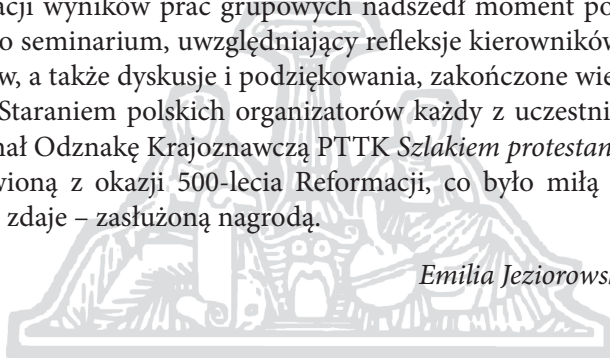 acji wyników prac grupowych nadszedł moment po
o seminarium, uwzględniający refleksje kierowników
w, a także dyskusje i podziękowania, zakończone wie
Staraniem polskich organizatorów każdy z uczestni
nał Odznakę Krajoznawczą PTTK Szlakiem protestan
wioną z okazji 500-lecia Reformacji, co było miłą
zdaje – zasłużoną nagrodą.
Emilia Jeziorows